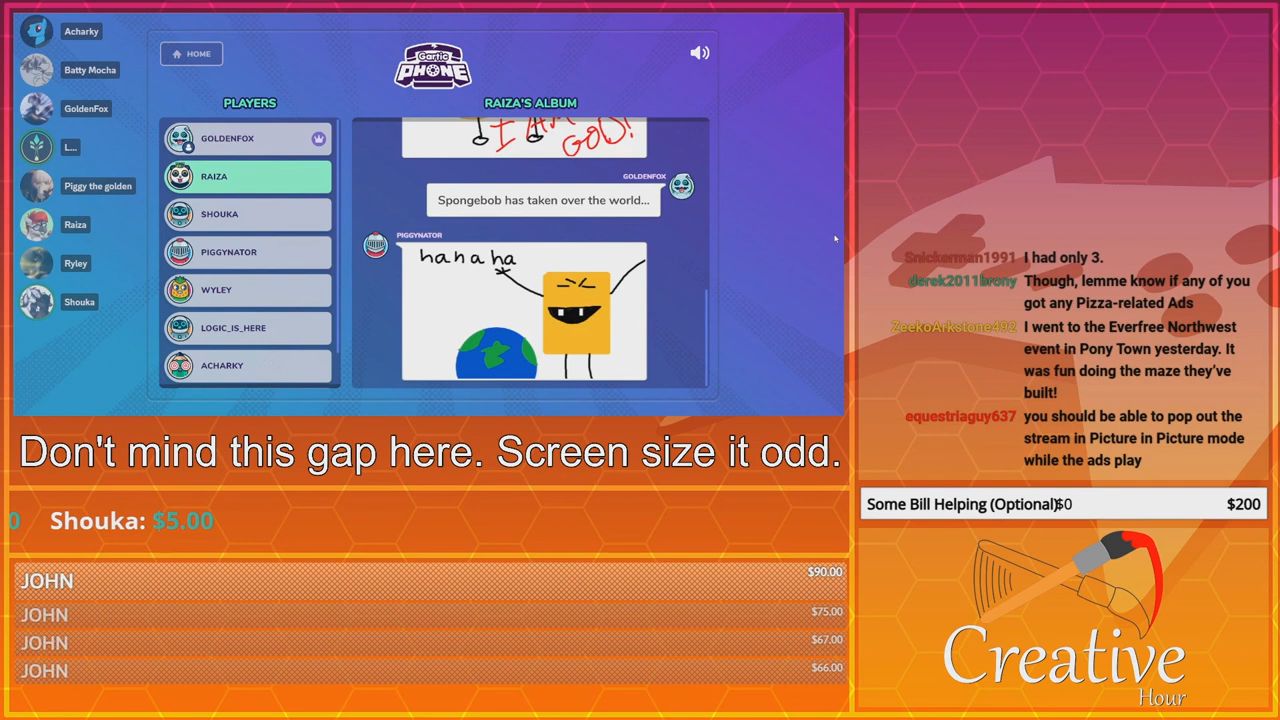 Acharky
Batty Mocha
GoldenFox
L...
Piggy the golden
Raiza
Ryley
Shouka
HOME
Gartic
PHONE
PLAYERS
GOLDENFOX
RAIZA
SHOUKA
PIGGYNATOR
WYLEY
LOGIC_IS_HERE
ACHARKY
RAIZA'S ALBUM
I AM
GOD!
GOLDENFOX
Spongebob has taken over the world...
PIGGYNATOR
hahaha
Don't mind this gap here. Screen size it odd.
0 Shouka: $5.00
JOHN $90.00
JOHN $75.00
JOHN $67.00
JOHN $66.00
Snickerman1991 I had only 3.
derek2011brony Though, lemme know if any of you
got any Pizza-related Ads
ZeekoArkstone492 I went to the Everfree Northwest
event in Pony Town yesterday. It
was fun doing the maze they've
built!
equestriaguy637 you should be able to pop out the
stream in Picture in Picture mode
while the ads play
Some Bill Helping (Optional) $0 $200
Creative
Hour